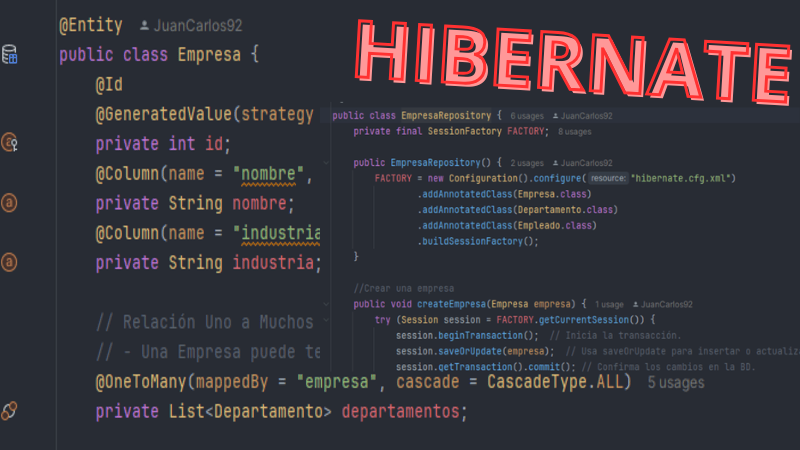 HIBERNATE
@Entity JuanCarlos92
public class Empresa {
@Id
@GeneratedValue(strategy
private int id;
@Column(name = "nombre",
private String nombre;
@Column(name = "industria
private String industria;
// Relación Uno a Muchos
// - Una Empresa puede te
@OneToMany(mappedBy = "empresa", cascade = CascadeType.ALL) 5 usages
private List<Departamento> departamentos;
public class EmpresaRepository { 6 usages JuanCarlos92
private final SessionFactory FACTORY; 8 usages
public EmpresaRepository() { 2 usages JuanCarlos92
FACTORY = new Configuration().configure( resource: "hibernate.cfg.xml")
.addAnnotatedClass(Empresa.class)
.addAnnotatedClass(Departamento.class)
.addAnnotatedClass(Empleado.class)
.buildSessionFactory();
}
//Crear una empresa
public void createEmpresa(Empresa empresa) { 1 usage JuanCarlos92
try (Session session = FACTORY.getCurrentSession()) {
session.beginTransaction(); // Inicia la transacción.
session.saveOrUpdate(empresa); // Usa saveOrUpdate para insertar o actualiz
session.getTransaction().commit(); // Confirma los cambios en la BD.